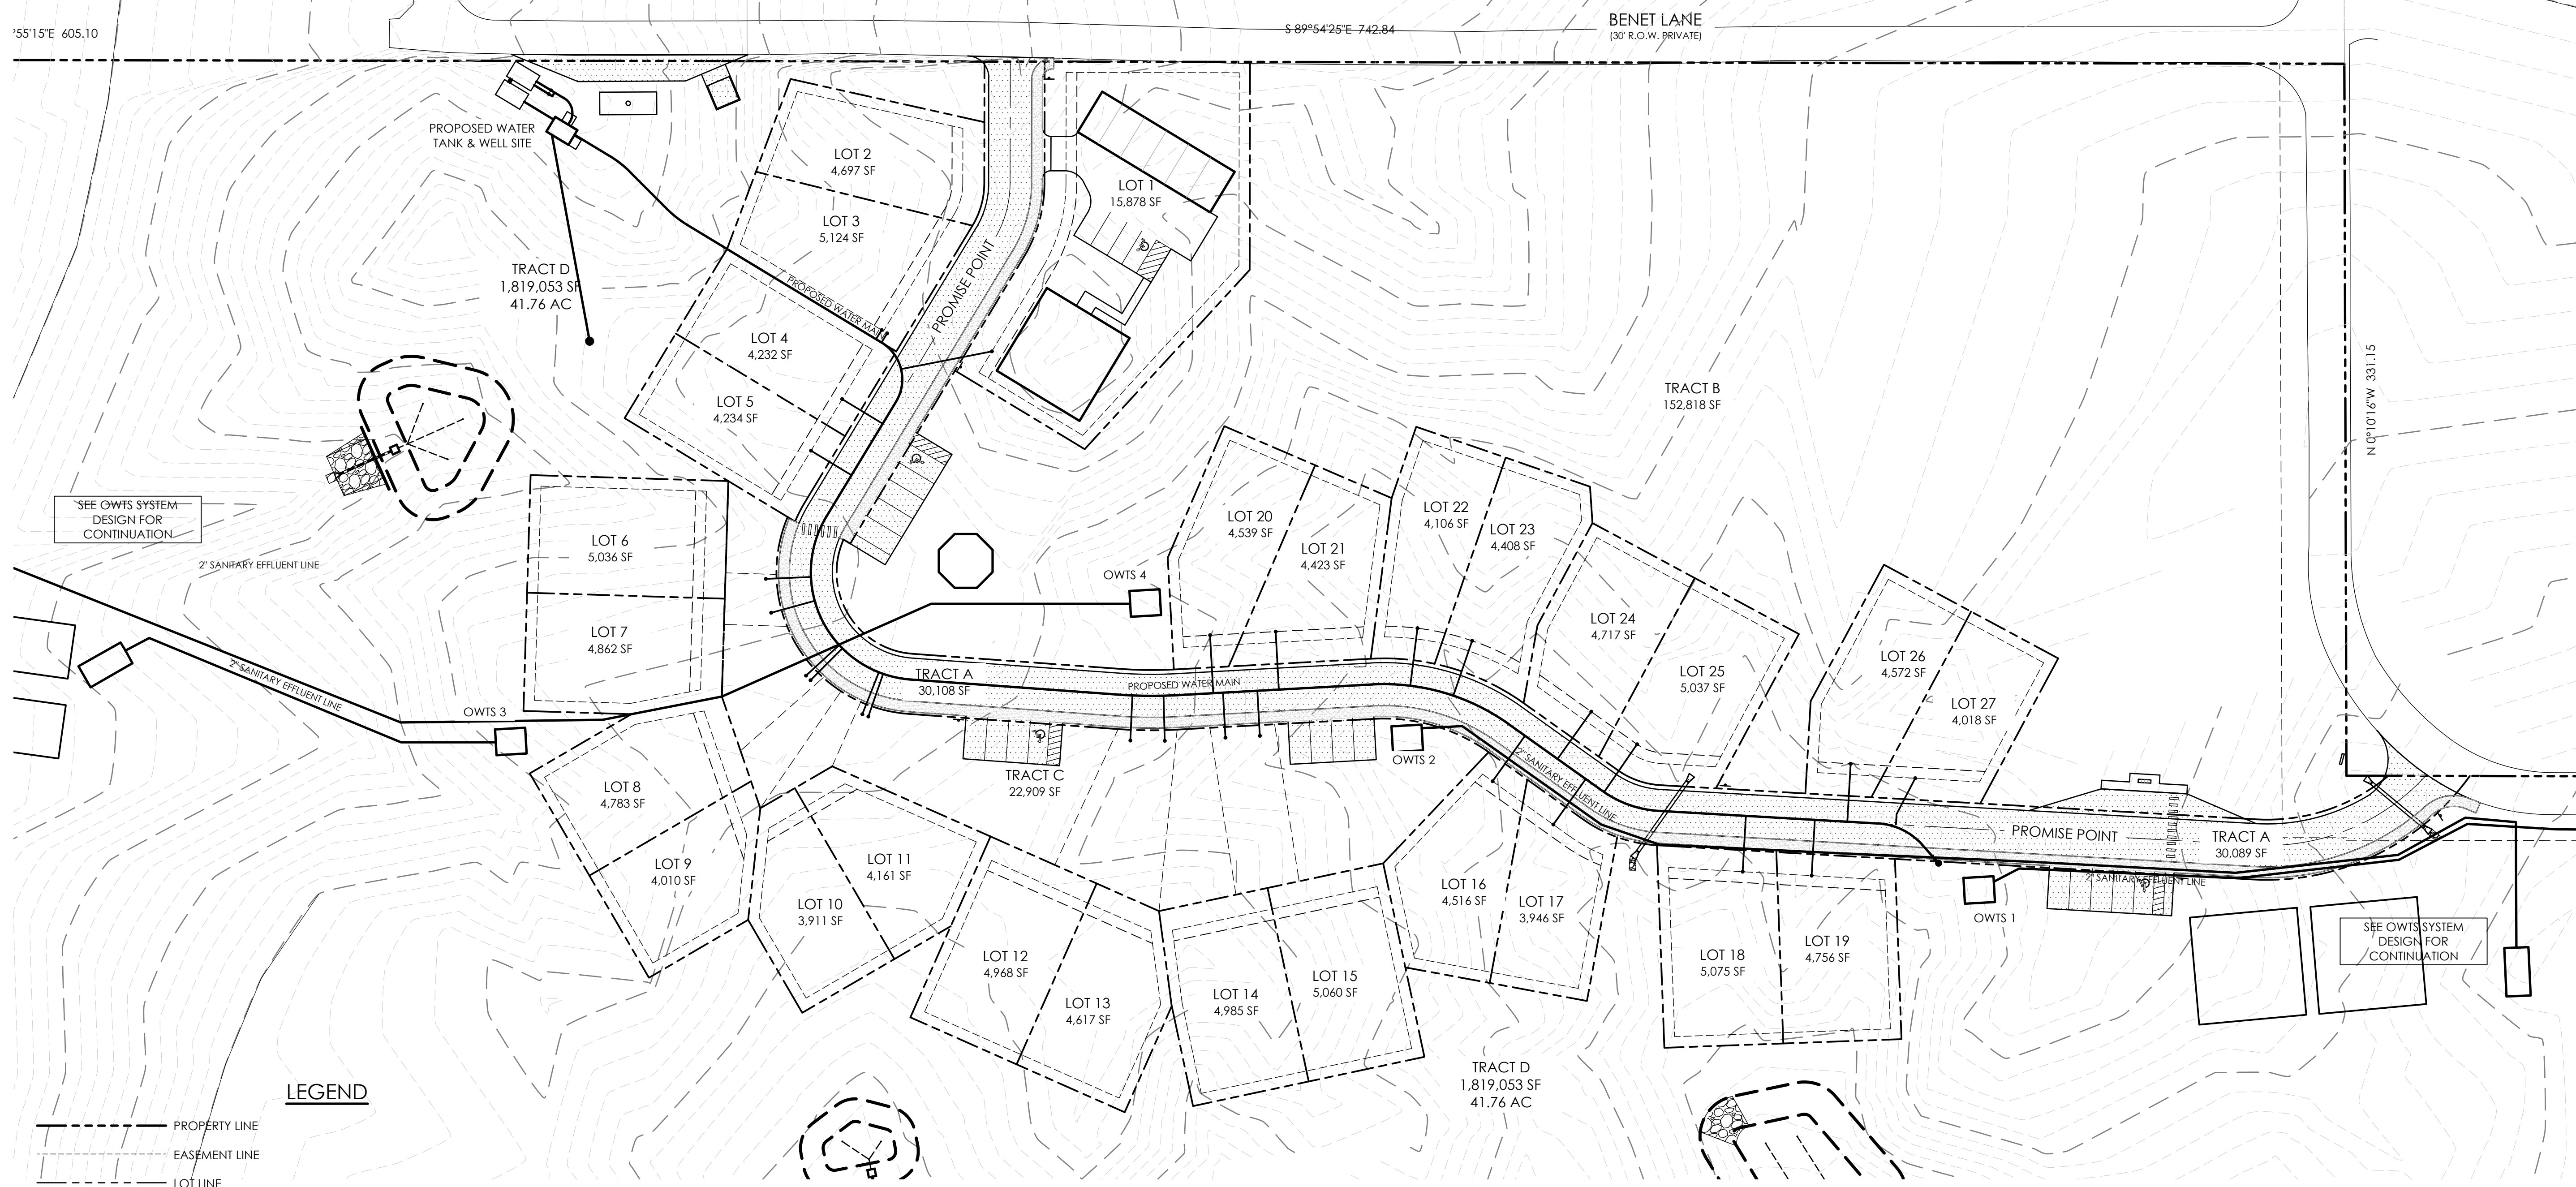 °55'15"E  605.10
S 89°54'25"E  742.84
BENET LANE
(30' R.O.W. PRIVATE)
PROPOSED WATER
TANK & WELL SITE
LOT 2
4,697 SF
LOT 3
5,124 SF
LOT 1
15,878 SF
PROMISE POINT
TRACT D
1,819,053 SF
41.76 AC
PROPOSED WATER MAIN
LOT 4
4,232 SF
LOT 5
4,234 SF
TRACT B
152,818 SF
N 0°10'16"W  331.15
SEE OWTS SYSTEM
DESIGN FOR
CONTINUATION
2" SANITARY EFFLUENT LINE
LOT 6
5,036 SF
LOT 7
4,862 SF
OWTS 4
LOT 20
4,539 SF
LOT 21
4,423 SF
LOT 22
4,106 SF
LOT 23
4,408 SF
LOT 24
4,717 SF
LOT 25
5,037 SF
LOT 26
4,572 SF
LOT 27
4,018 SF
2" SANITARY EFFLUENT LINE
OWTS 3
TRACT A
30,108 SF
PROPOSED WATER MAIN
TRACT C
22,909 SF
OWTS 2
2" SANITARY EFFLUENT LINE
PROMISE POINT
TRACT A
30,089 SF
2" SANITARY EFFLUENT LINE
OWTS 1
SEE OWTS SYSTEM
DESIGN FOR
CONTINUATION
LOT 8
4,783 SF
LOT 9
4,010 SF
LOT 10
3,911 SF
LOT 11
4,161 SF
LOT 12
4,968 SF
LOT 13
4,617 SF
LOT 14
4,985 SF
LOT 15
5,060 SF
LOT 16
4,516 SF
LOT 17
3,946 SF
LOT 18
5,075 SF
LOT 19
4,756 SF
TRACT D
1,819,053 SF
41.76 AC
LEGEND
PROPERTY LINE
EASEMENT LINE
LOT LINE